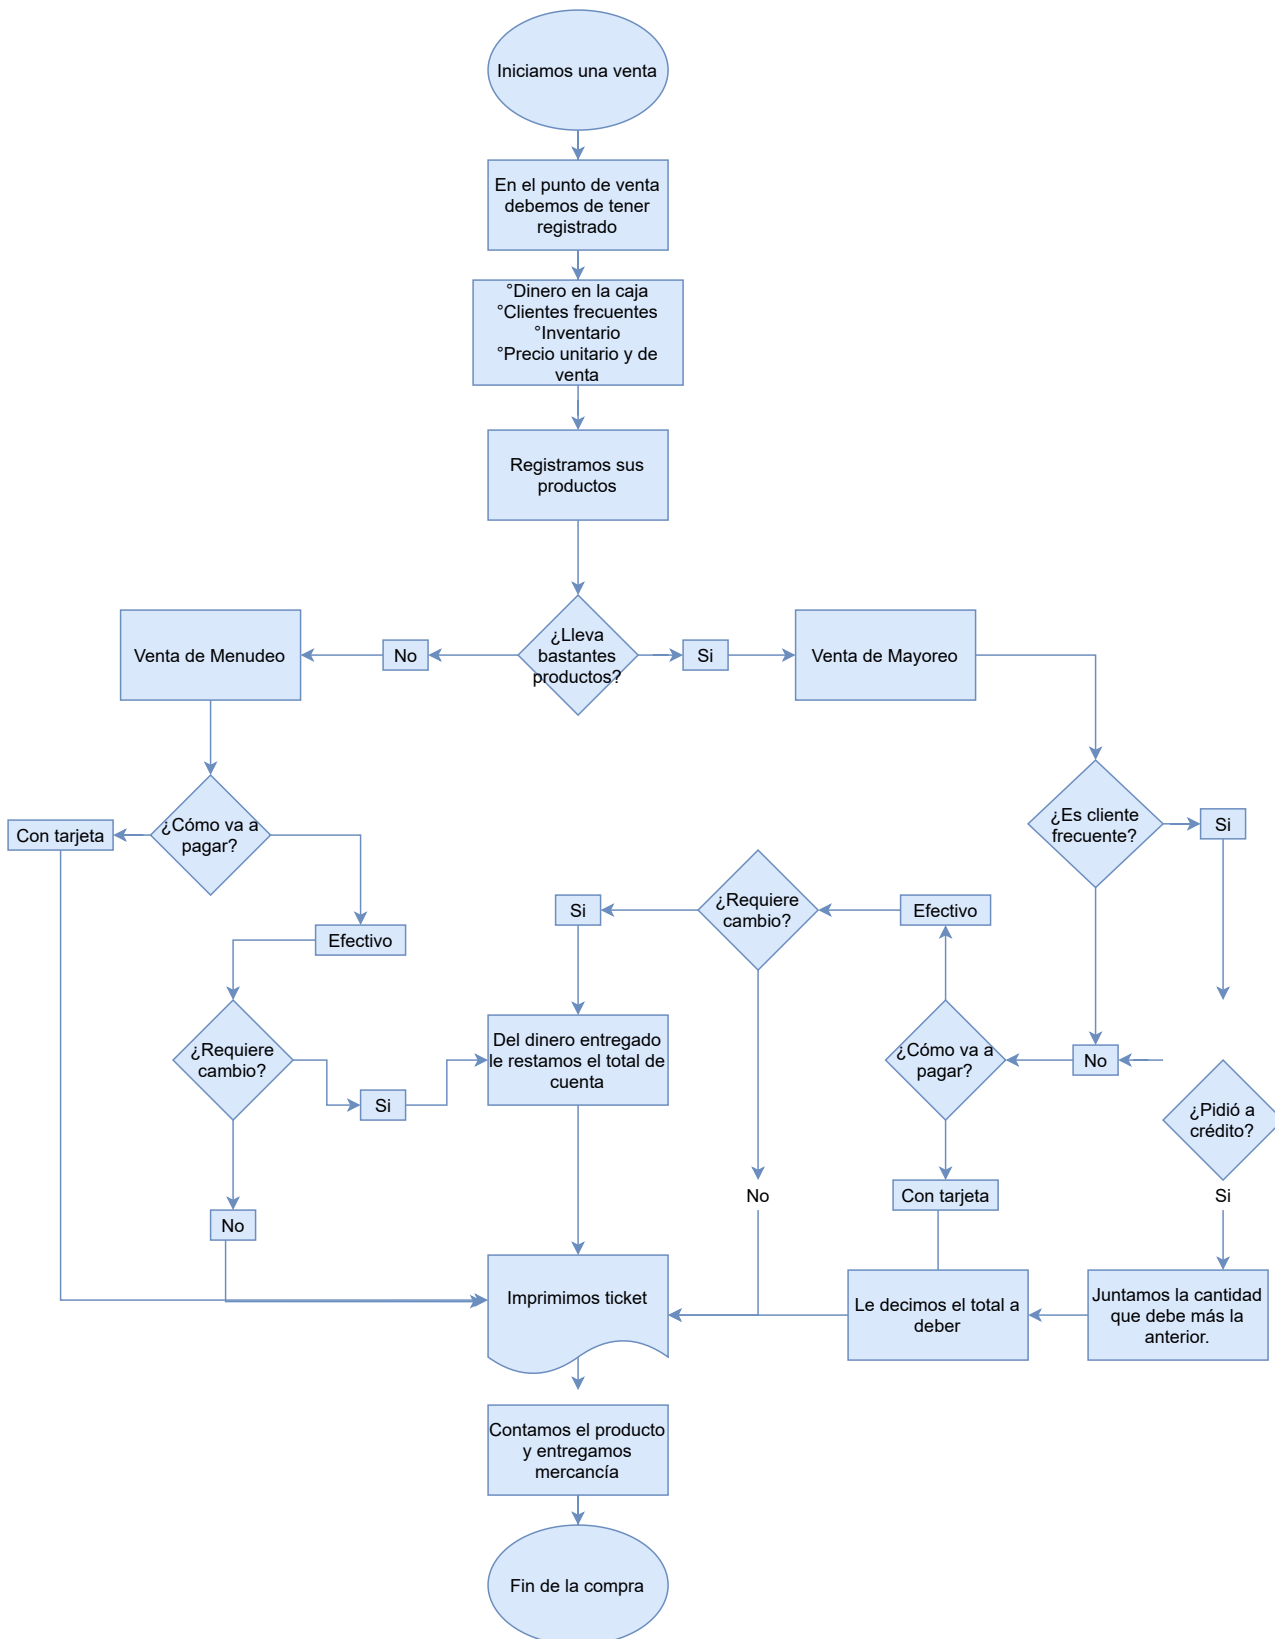 Iniciamos una venta
En el punto de venta
debemos de tener
registrado
°Dinero en la caja
°Clientes frecuentes
°Inventario
°Precio unitario y de
venta
Registramos sus
productos
¿Lleva
bastantes
productos?
No
Si
Venta de Menudeo
Venta de Mayoreo
¿Cómo va a
pagar?
Con tarjeta
Efectivo
¿Requiere
cambio?
Si
No
¿Es cliente
frecuente?
Si
No
¿Pidió a
crédito?
Si
Juntamos la cantidad
que debe más la
anterior.
Le decimos el total a
deber
¿Cómo va a
pagar?
Efectivo
Con tarjeta
¿Requiere
cambio?
Si
No
Del dinero entregado
le restamos el total de
cuenta
Imprimimos ticket
Contamos el producto
y entregamos
mercancía
Fin de la compra